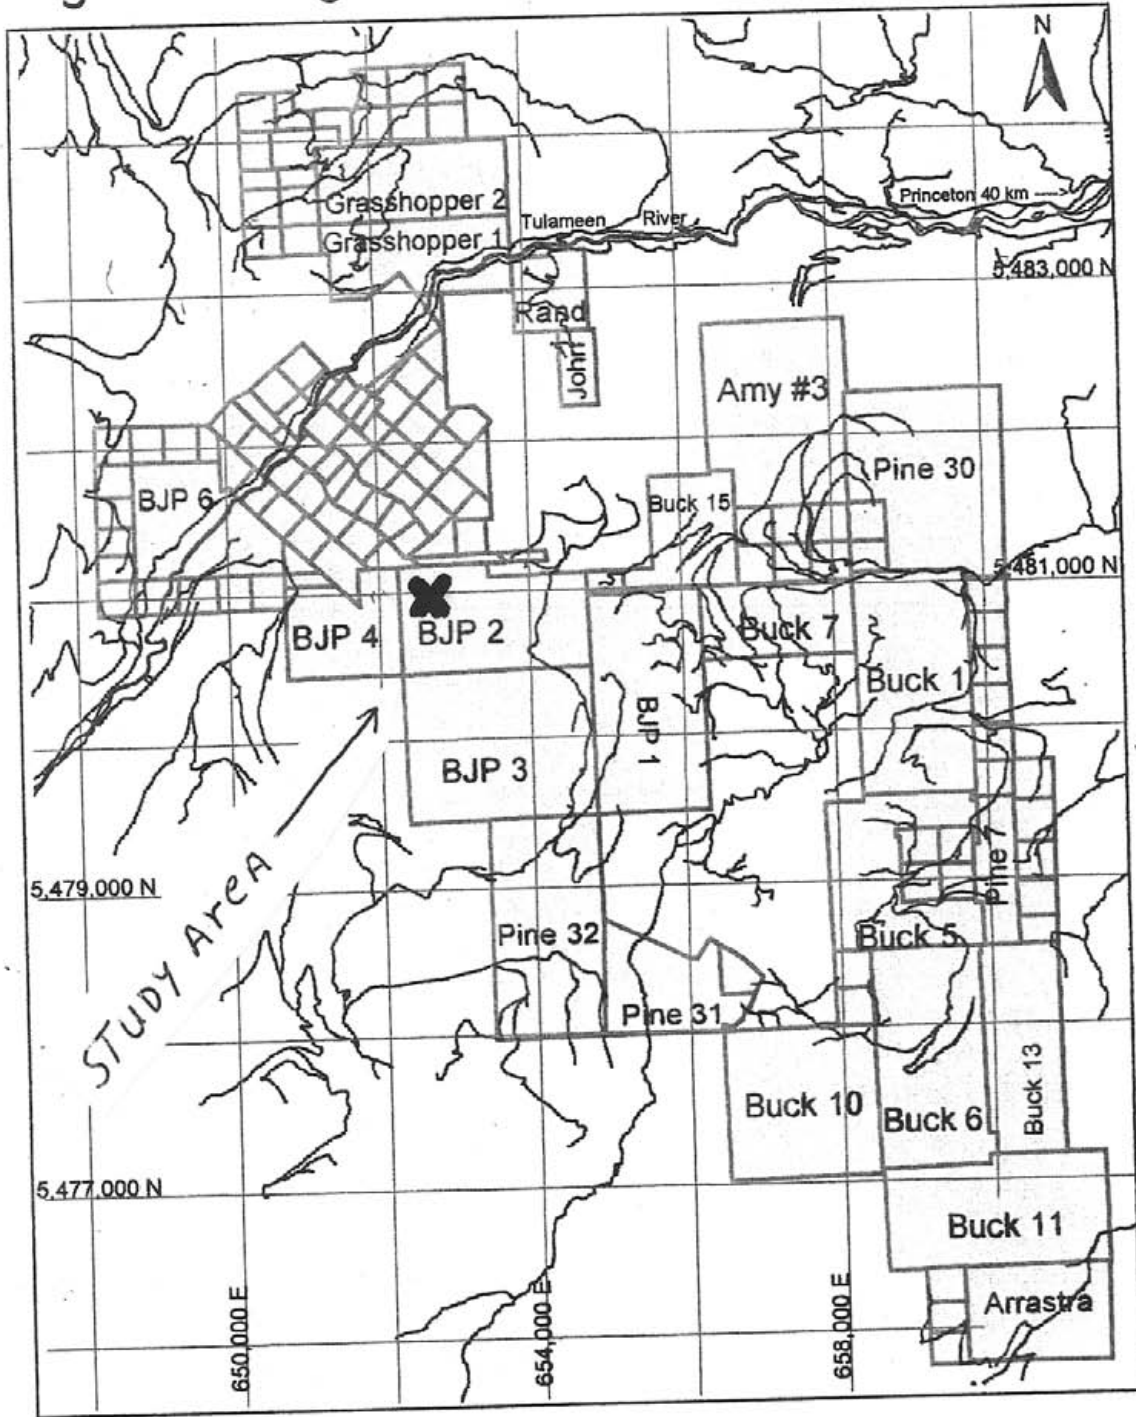 N
Grasshopper 2
Princeton 40 km --->
Tulameen River
Grasshopper 1
5,483,000 N
Rand
John
Amy #3
Pine 30
BJP 6
Buck 15
5,481,000 N
BJP 4
BJP 2
Buck 7
Buck 1
BJP 1
BJP 3
STUDY AreA
Pine 7
5,479,000 N
Pine 32
Buck 5
Pine 31
Buck 13
Buck 10
Buck 6
5,477,000 N
Buck 11
650,000 E
654,000 E
658,000 E
Arrastra